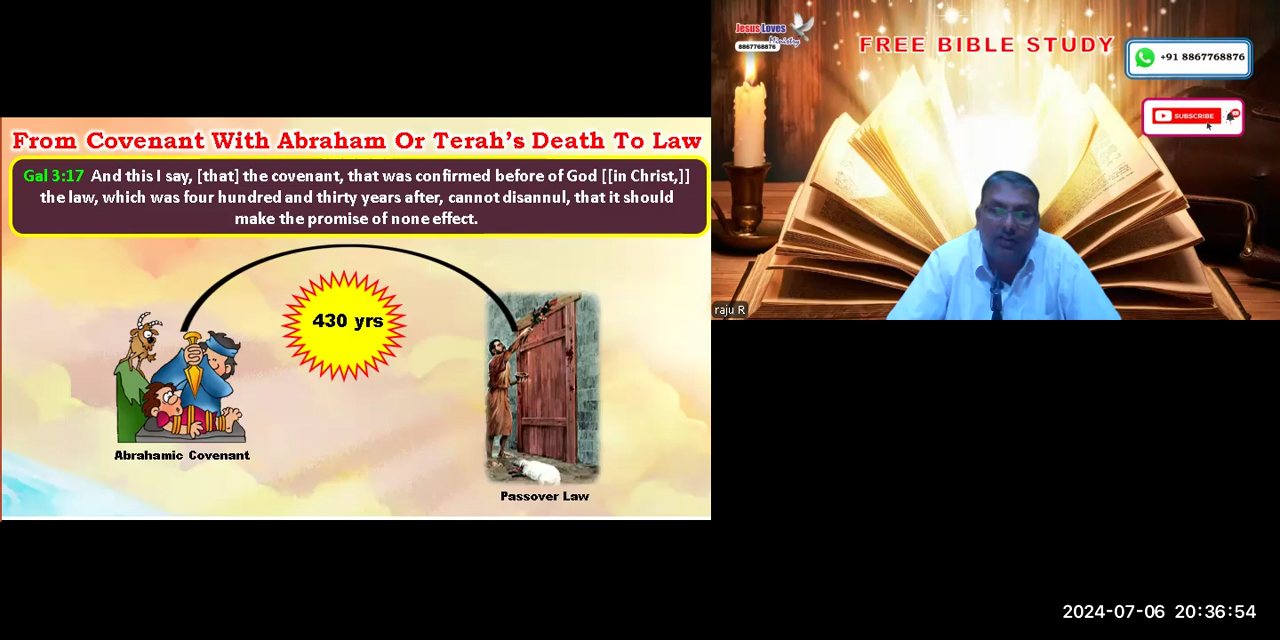 From Covenant With Abraham Or Terah's Death To Law
Gal 3:17 And this I say, [that] the covenant, that was confirmed before of God [[in Christ,]]
the law, which was four hundred and thirty years after, cannot disannul, that it should
make the promise of none effect.
430 yrs
Abrahamic Covenant
Passover Law
Jesus Loves
Ministry
8867768876
FREE BIBLE STUDY
+91 8867768876
SUBSCRIBE
raju R
2024-07-06 20:36:54